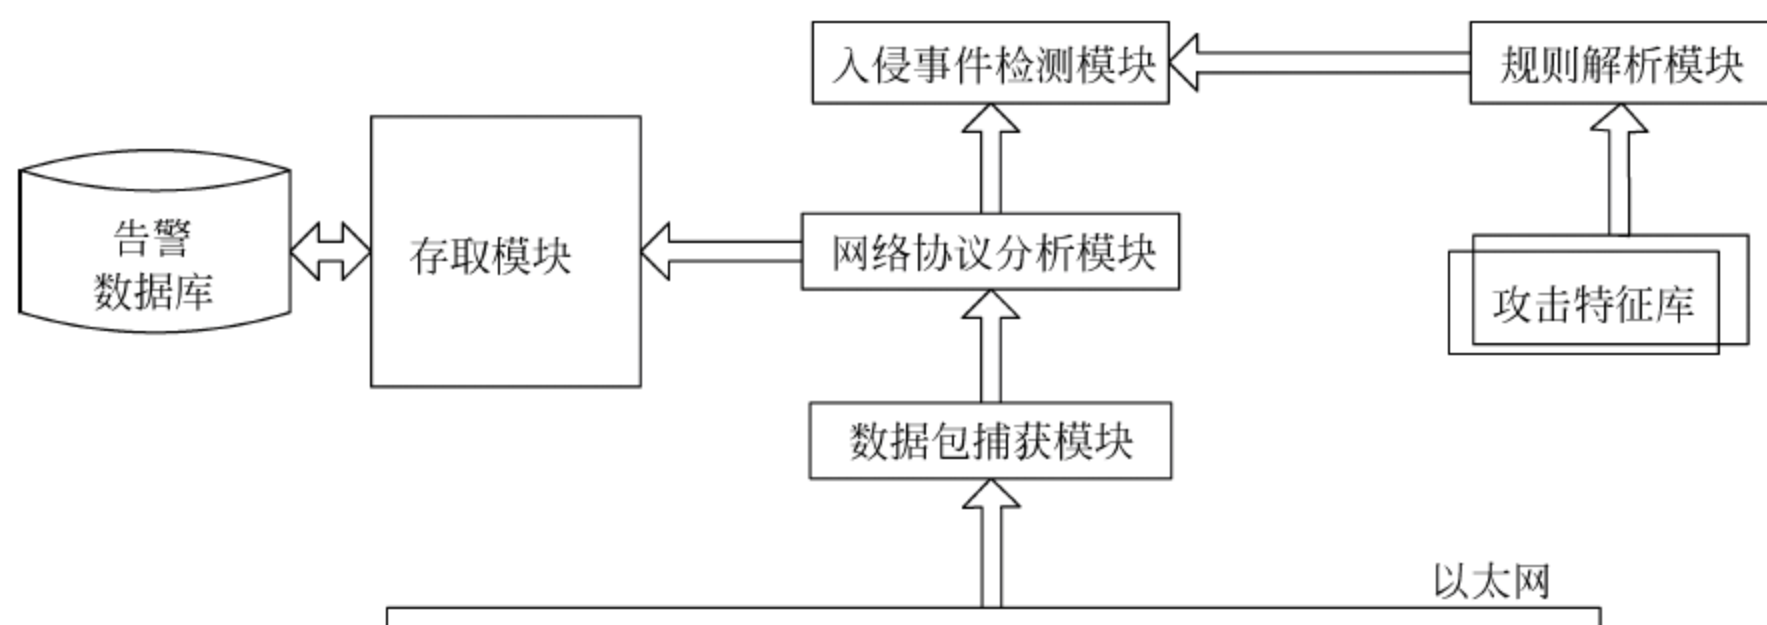 入侵事件检测模块
规则解析模块
告警
数据库
存取模块
网络协议分析模块
攻击特征库
数据包捕获模块
以太网